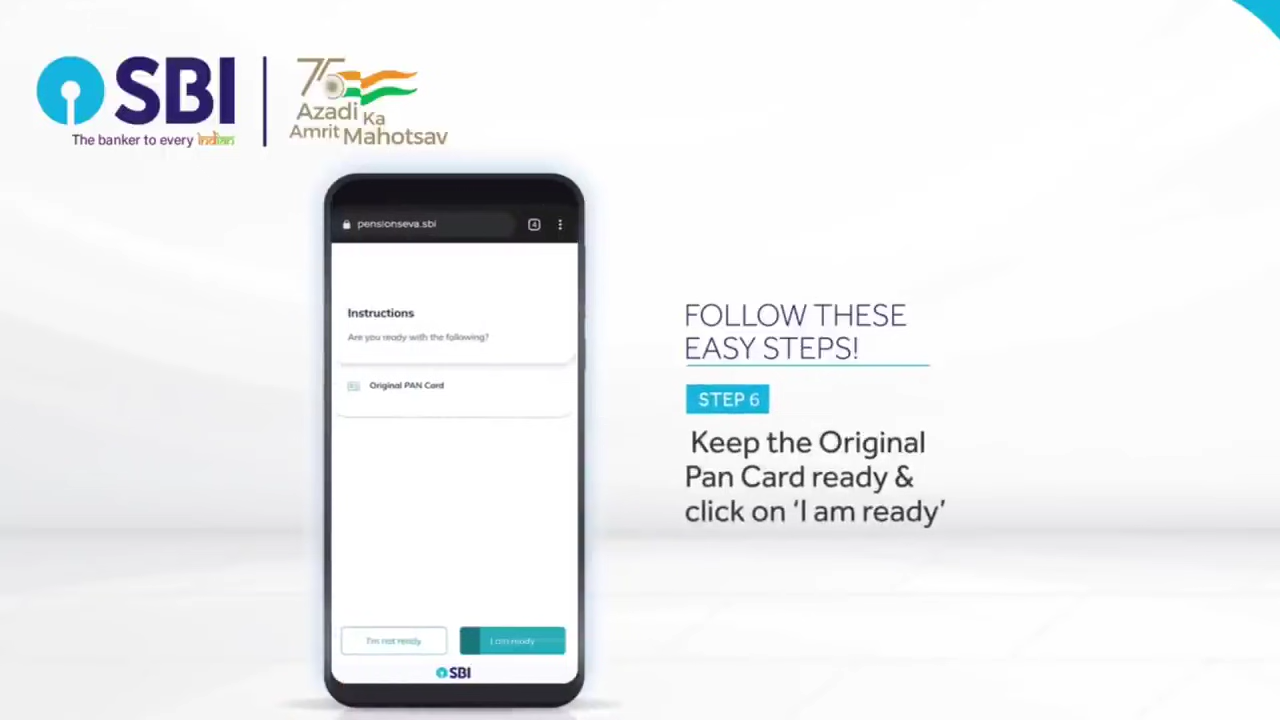 SBI
The banker to every Indian
75
Azadi Ka
Amrit Mahotsav
pensionseva.sbi
4
Instructions
Are you ready with the following?
Original PAN Card
I'm not ready
I am ready
SBI
FOLLOW THESE
EASY STEPS!
STEP 6
Keep the Original
Pan Card ready &
click on ‘I am ready’